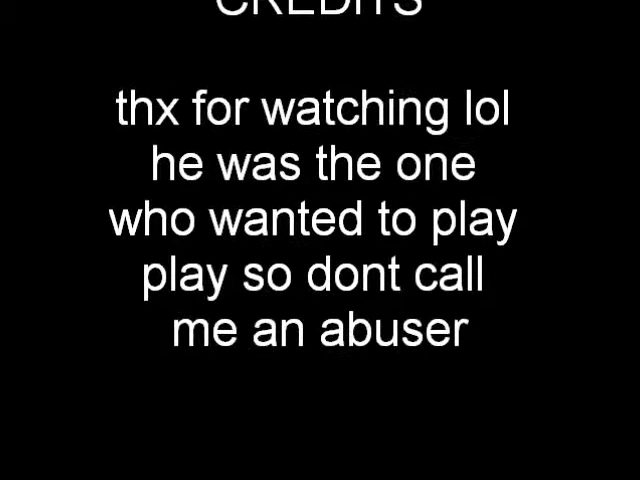 CREDITS
thx for watching lol
he was the one
who wanted to play
play so dont call
me an abuser